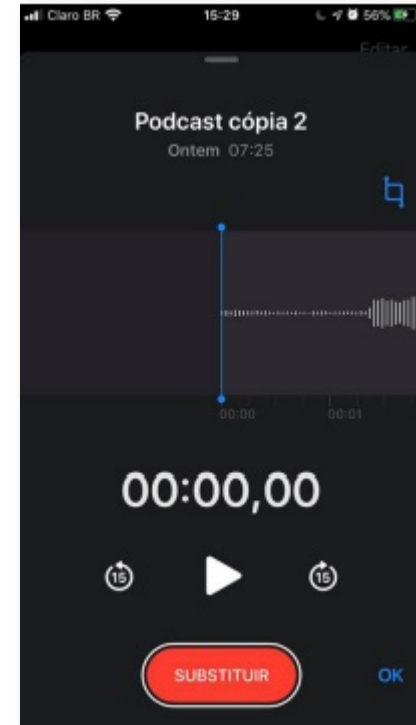 Claro BR 15:29 56%
Editar
Podcast cópia 2
Ontem 07:25
00:00 00:01
00:00,00
15 15
SUBSTITUIR OK